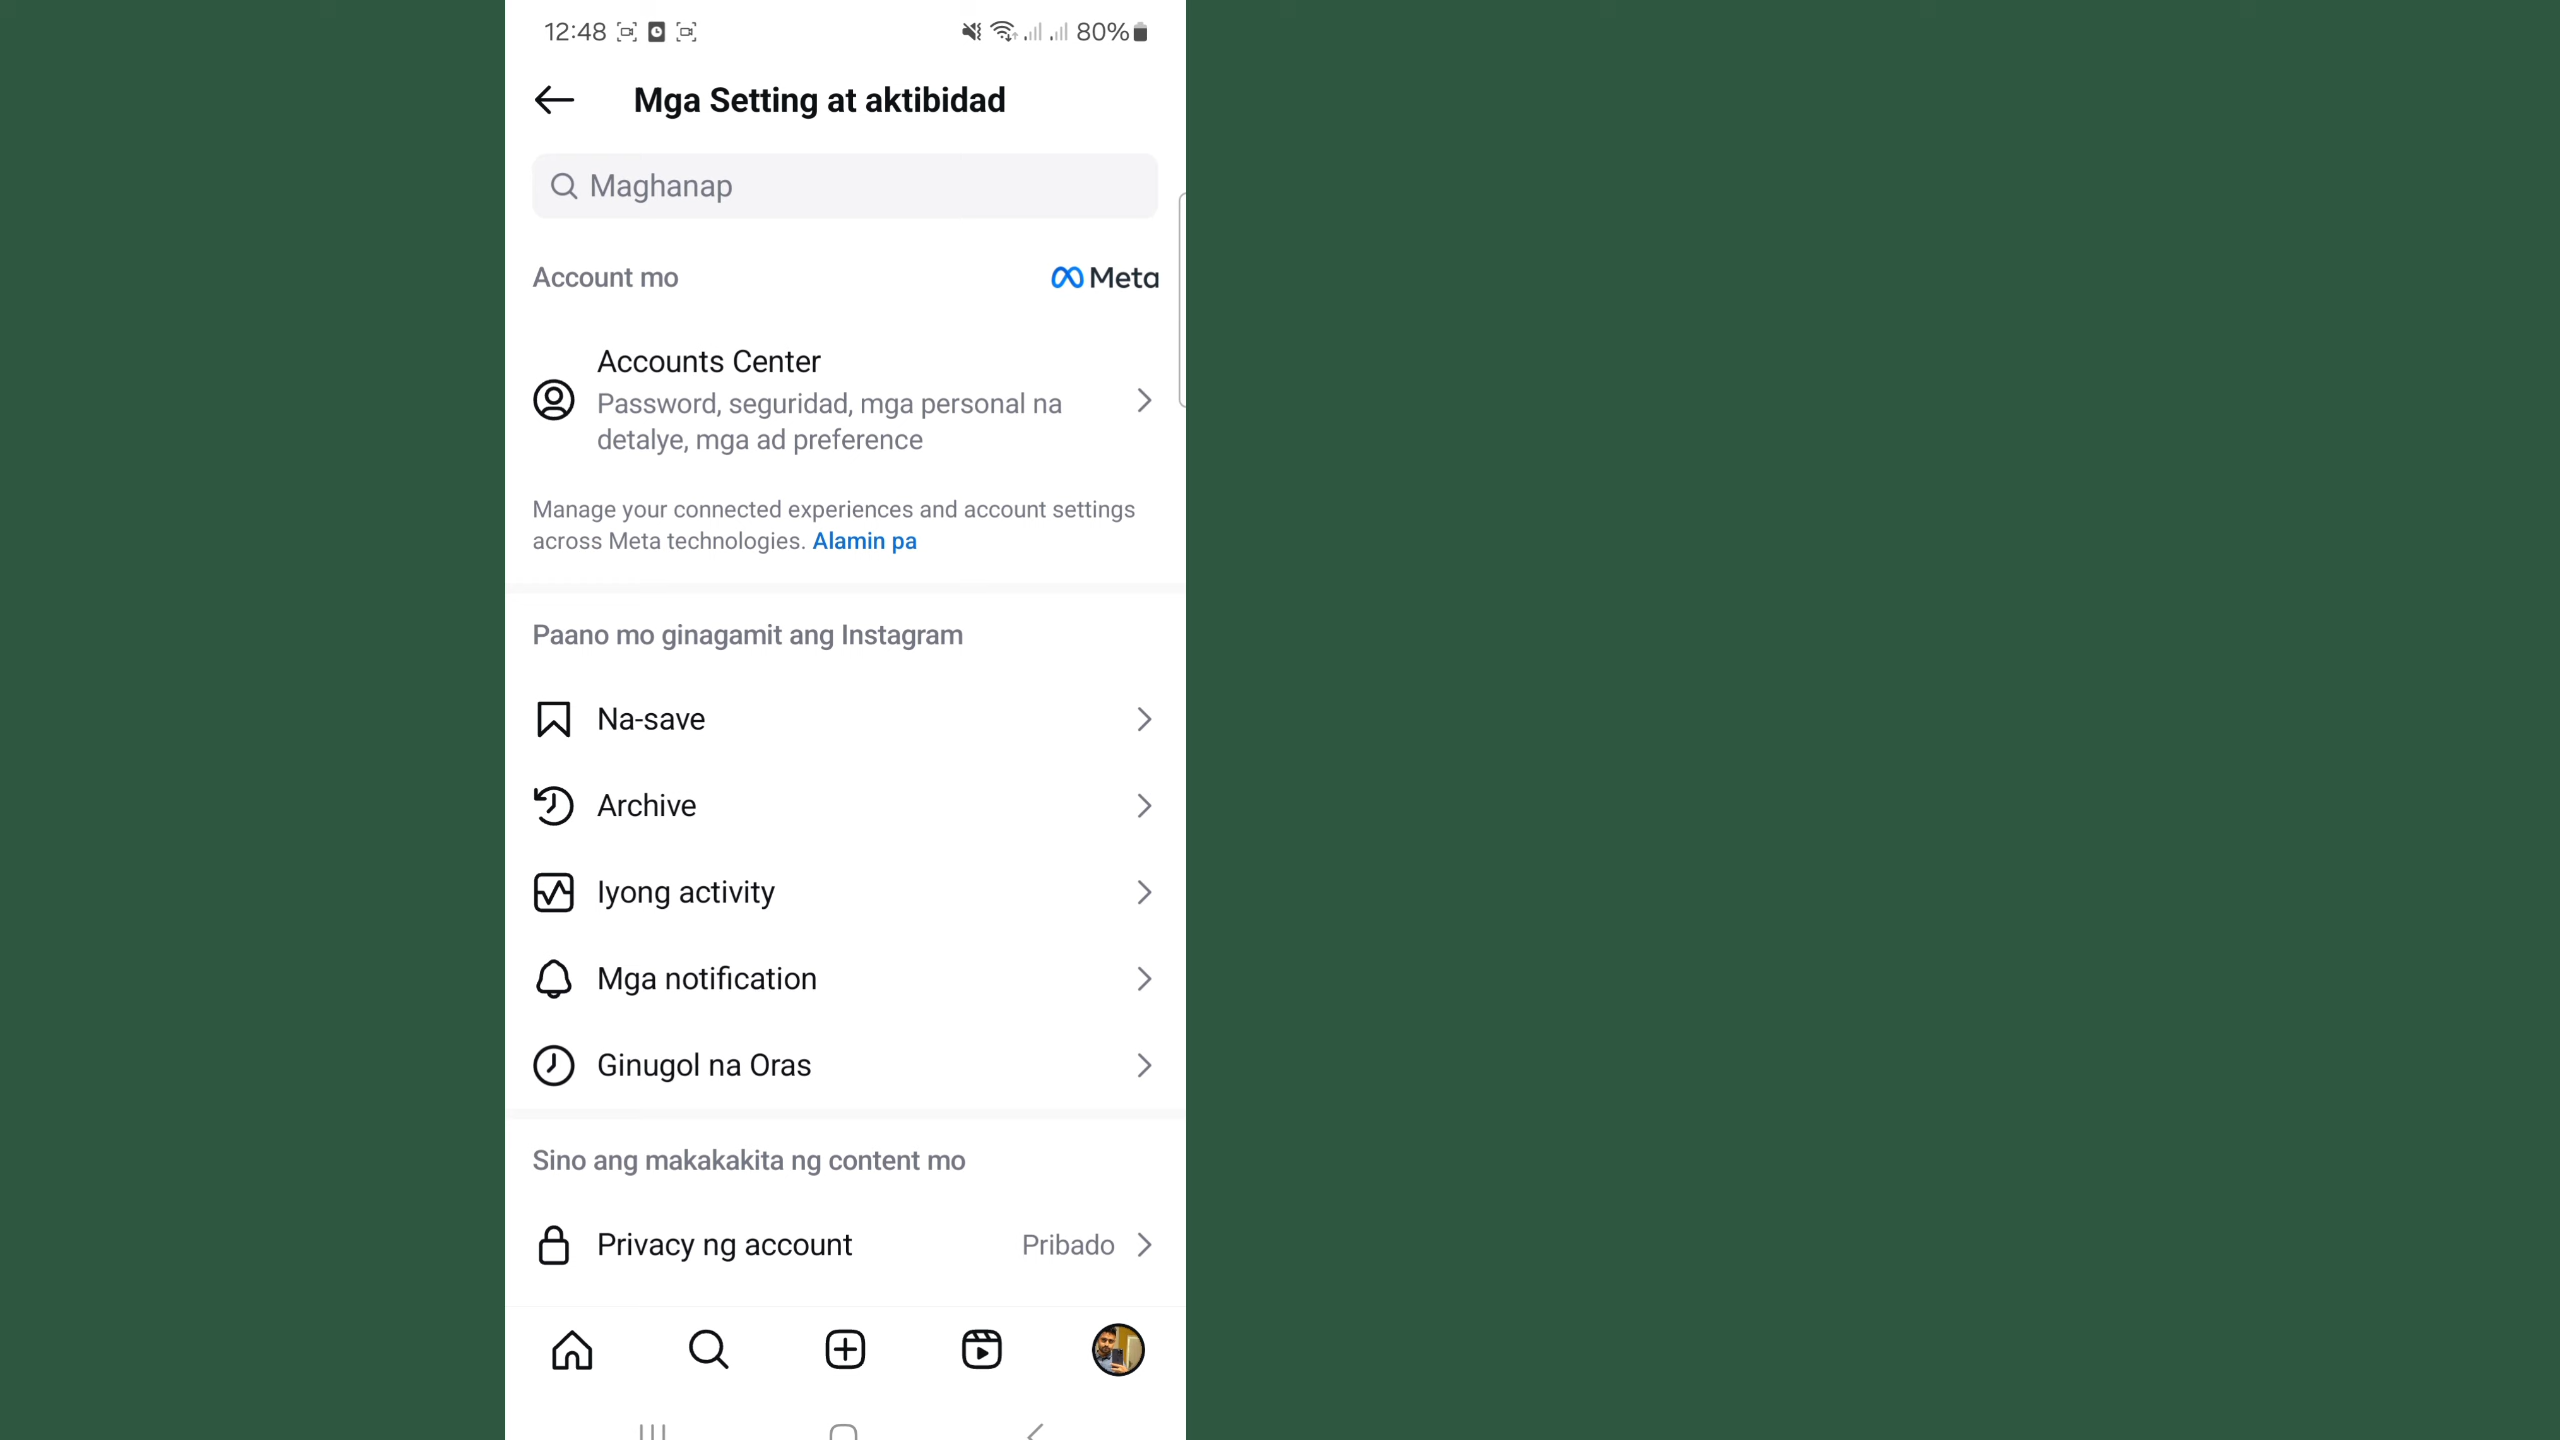 12:48 80%
Mga Setting at aktibidad
Maghanap
Account mo Meta
Accounts Center
Password, seguridad, mga personal na
detalye, mga ad preference
Manage your connected experiences and account settings
across Meta technologies. Alamin pa
Paano mo ginagamit ang Instagram
Na-save
Archive
Iyong activity
Mga notification
Ginugol na Oras
Sino ang makakakita ng content mo
Privacy ng account Pribado